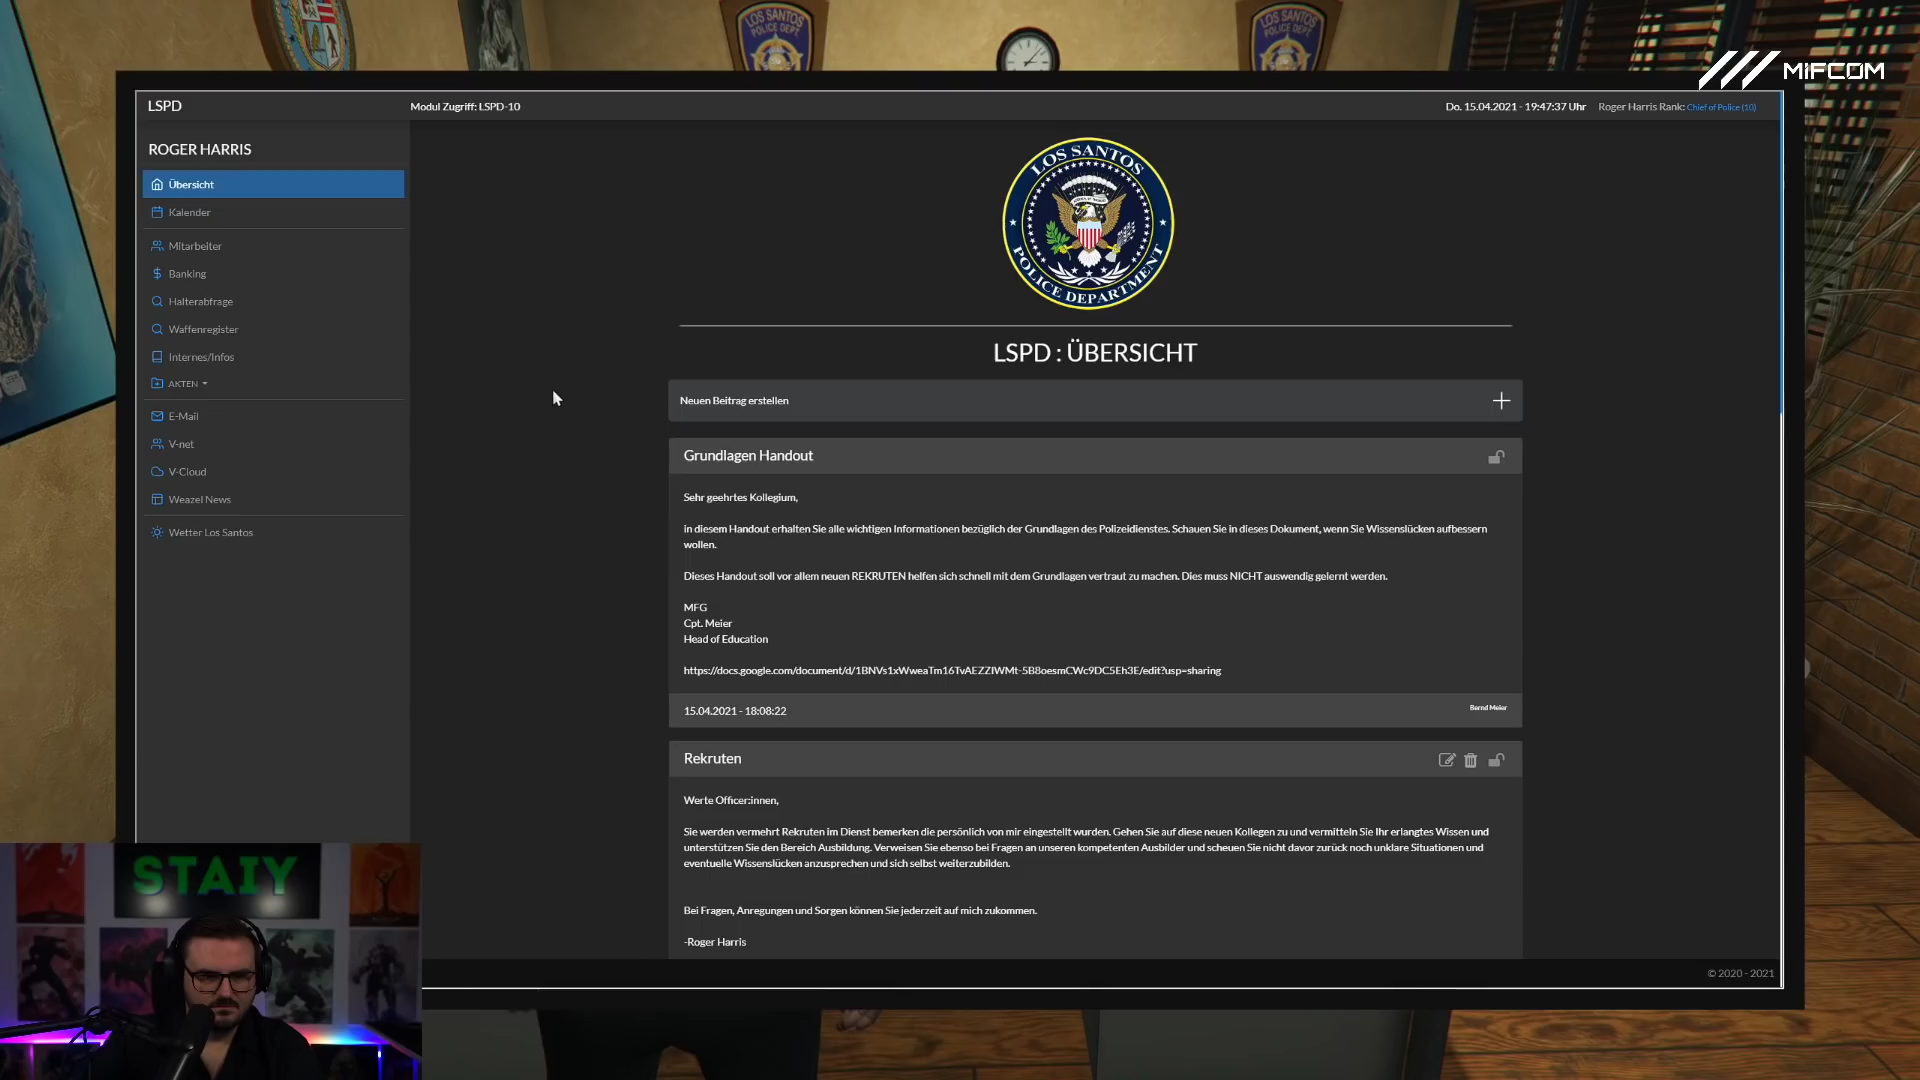 LOS SANTOS
POLICE DEPT.
LOS SANTOS
POLICE DEPT.
MIFCOM
LSPD
Modul Zugriff: LSPD-10
Do. 15.04.2021 - 19:47:37 Uhr
Roger Harris Rank: Chief of Police (10)
ROGER HARRIS
Übersicht
Kalender
Mitarbeiter
Banking
Halterabfrage
Waffenregister
Internes/Infos
AKTEN
E-Mail
V-net
V-Cloud
Weazel News
Wetter Los Santos
LOS SANTOS
POLICE DEPARTMENT
LSPD : ÜBERSICHT
Neuen Beitrag erstellen
Grundlagen Handout
Sehr geehrtes Kollegium,
in diesem Handout erhalten Sie alle wichtigen Informationen bezüglich der Grundlagen des Polizeidienstes. Schauen Sie in dieses Dokument, wenn Sie Wissenslücken aufbessern
wollen.
Dieses Handout soll vor allem neuen REKRUTEN helfen sich schnell mit dem Grundlagen vertraut zu machen. Dies muss NICHT auswendig gelernt werden.
MFG
Cpt. Meier
Head of Education
https://docs.google.com/document/d/1BNVs1xWweaTm16TvAEZZIWMt-5B8oesmCWc9DC5Eh3E/edit?usp=sharing
15.04.2021 - 18:08:22
Bernd Meier
Rekruten
Werte Officer:innen,
Sie werden vermehrt Rekruten im Dienst bemerken die persönlich von mir eingestellt wurden. Gehen Sie auf diese neuen Kollegen zu und vermitteln Sie Ihr erlangtes Wissen und
unterstützen Sie den Bereich Ausbildung. Verweisen Sie ebenso bei Fragen an unseren kompetenten Ausbilder und scheuen Sie nicht davor zurück noch unklare Situationen und
eventuelle Wissenslücken anzusprechen und sich selbst weiterzubilden.
Bei Fragen, Anregungen und Sorgen können Sie jederzeit auf mich zukommen.
-Roger Harris
© 2020 - 2021
STAIY